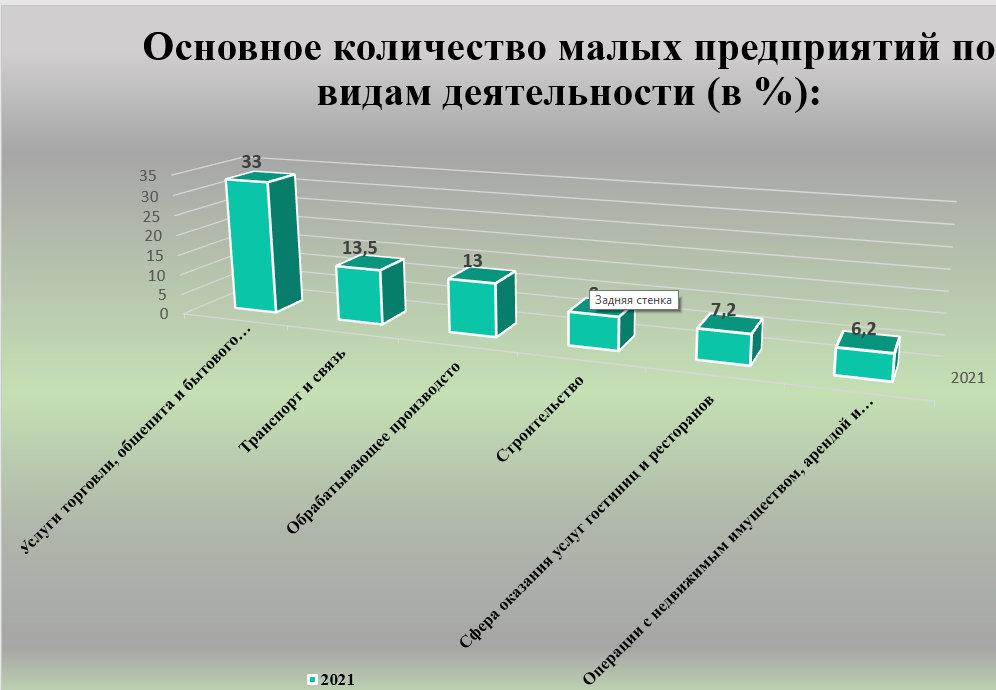 Основное количество малых предприятий по
видам деятельности (в %):
33
13,5
13
7,2
6,2
35
30
25
20
15
10
5
0
Задняя стенка
2021
Услуги торговли, общепита и бытового...
Транспорт и связь
Обрабатывающее производсто
Строительство
Сфера оказания услуг гостиниц и ресторанов
Операции с недвижимым имуществом, арендой и...
2021